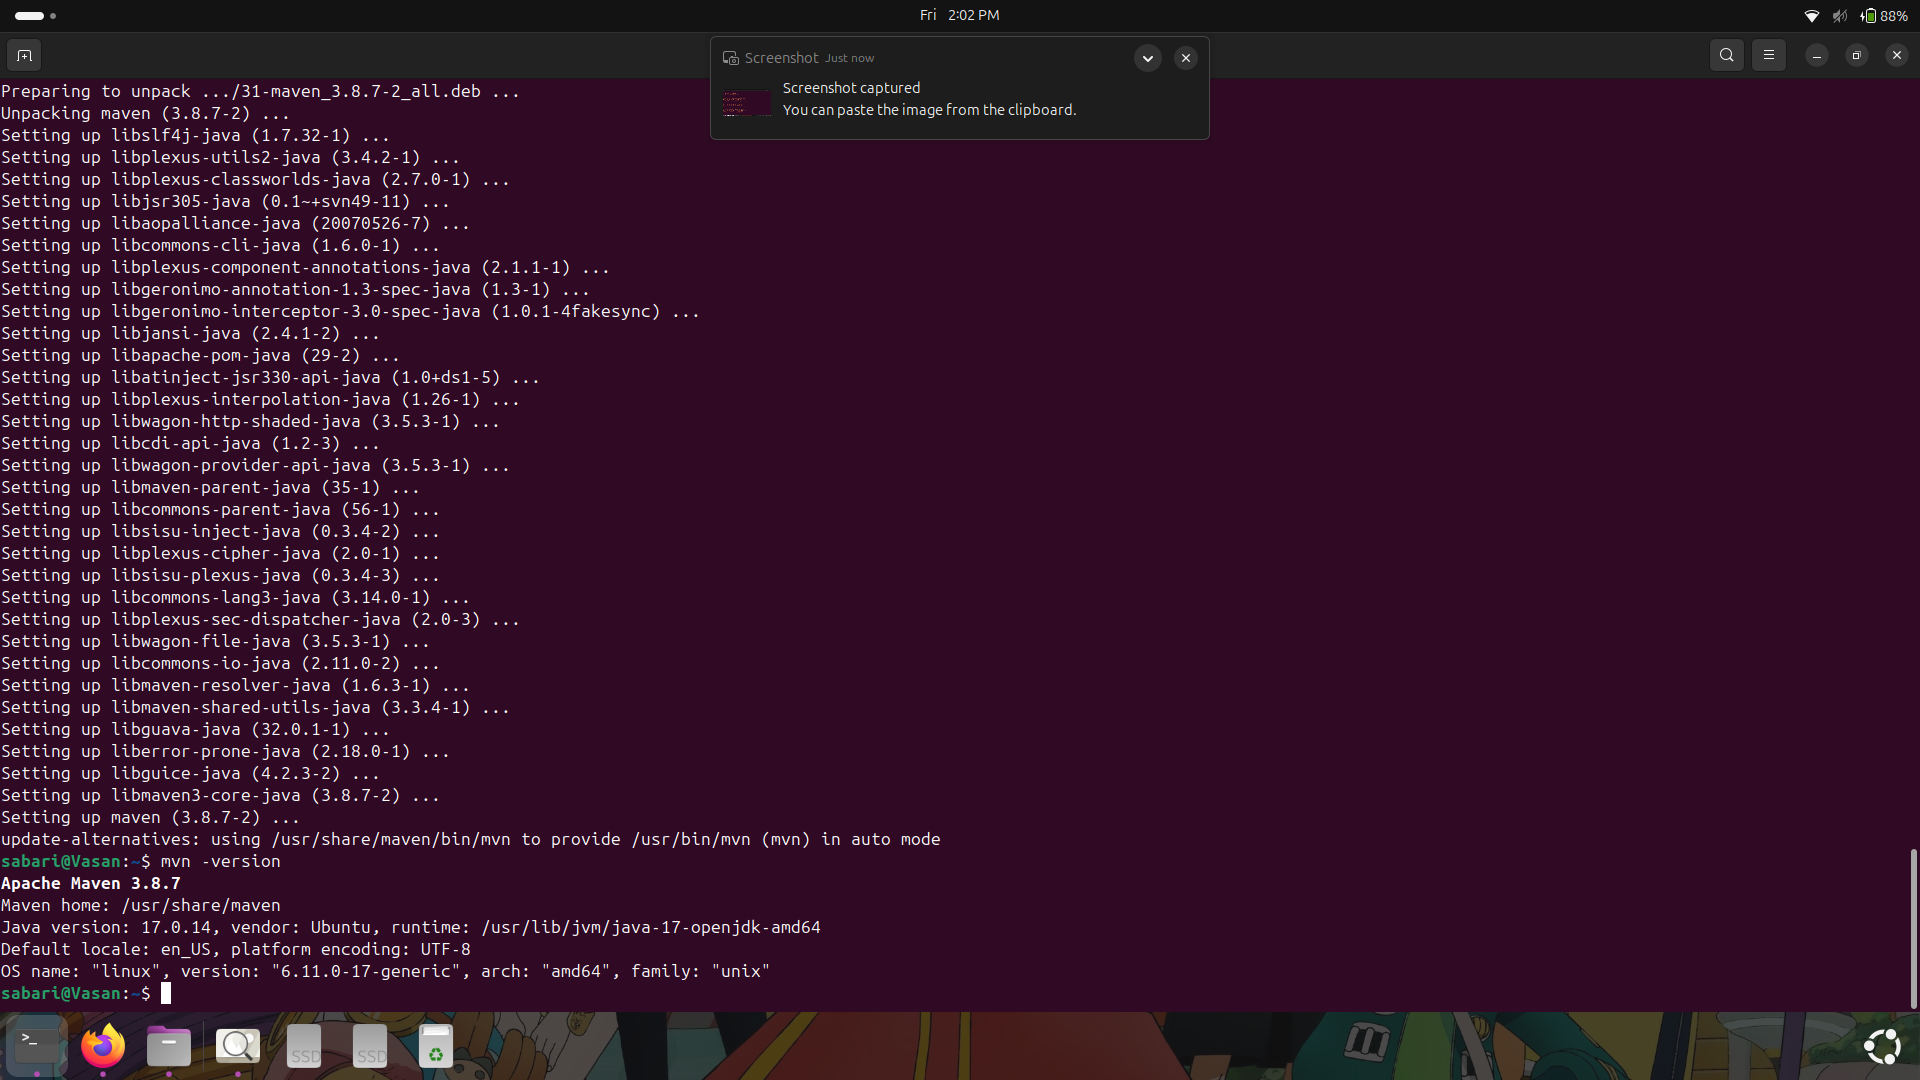 Fri 2:02 PM
88%
Screenshot Just now
Screenshot captured
You can paste the image from the clipboard.
Preparing to unpack .../31-maven_3.8.7-2_all.deb ...
Unpacking maven (3.8.7-2) ...
Setting up libslf4j-java (1.7.32-1) ...
Setting up libplexus-utils2-java (3.4.2-1) ...
Setting up libplexus-classworlds-java (2.7.0-1) ...
Setting up libjsr305-java (0.1~+svn49-11) ...
Setting up libaopalliance-java (20070526-7) ...
Setting up libcommons-cli-java (1.6.0-1) ...
Setting up libplexus-component-annotations-java (2.1.1-1) ...
Setting up libgeronimo-annotation-1.3-spec-java (1.3-1) ...
Setting up libgeronimo-interceptor-3.0-spec-java (1.0.1-4fakesync) ...
Setting up libjansi-java (2.4.1-2) ...
Setting up libapache-pom-java (29-2) ...
Setting up libatinject-jsr330-api-java (1.0+ds1-5) ...
Setting up libplexus-interpolation-java (1.26-1) ...
Setting up libwagon-http-shaded-java (3.5.3-1) ...
Setting up libcdi-api-java (1.2-3) ...
Setting up libwagon-provider-api-java (3.5.3-1) ...
Setting up libmaven-parent-java (35-1) ...
Setting up libcommons-parent-java (56-1) ...
Setting up libsisu-inject-java (0.3.4-2) ...
Setting up libplexus-cipher-java (2.0-1) ...
Setting up libsisu-plexus-java (0.3.4-3) ...
Setting up libcommons-lang3-java (3.14.0-1) ...
Setting up libplexus-sec-dispatcher-java (2.0-3) ...
Setting up libwagon-file-java (3.5.3-1) ...
Setting up libcommons-io-java (2.11.0-2) ...
Setting up libmaven-resolver-java (1.6.3-1) ...
Setting up libmaven-shared-utils-java (3.3.4-1) ...
Setting up libguava-java (32.0.1-1) ...
Setting up liberror-prone-java (2.18.0-1) ...
Setting up libguice-java (4.2.3-2) ...
Setting up libmaven3-core-java (3.8.7-2) ...
Setting up maven (3.8.7-2) ...
update-alternatives: using /usr/share/maven/bin/mvn to provide /usr/bin/mvn (mvn) in auto mode
sabari@Vasan:~$ mvn -version
Apache Maven 3.8.7
Maven home: /usr/share/maven
Java version: 17.0.14, vendor: Ubuntu, runtime: /usr/lib/jvm/java-17-openjdk-amd64
Default locale: en_US, platform encoding: UTF-8
OS name: "linux", version: "6.11.0-17-generic", arch: "amd64", family: "unix"
sabari@Vasan:~$
SSD SSD